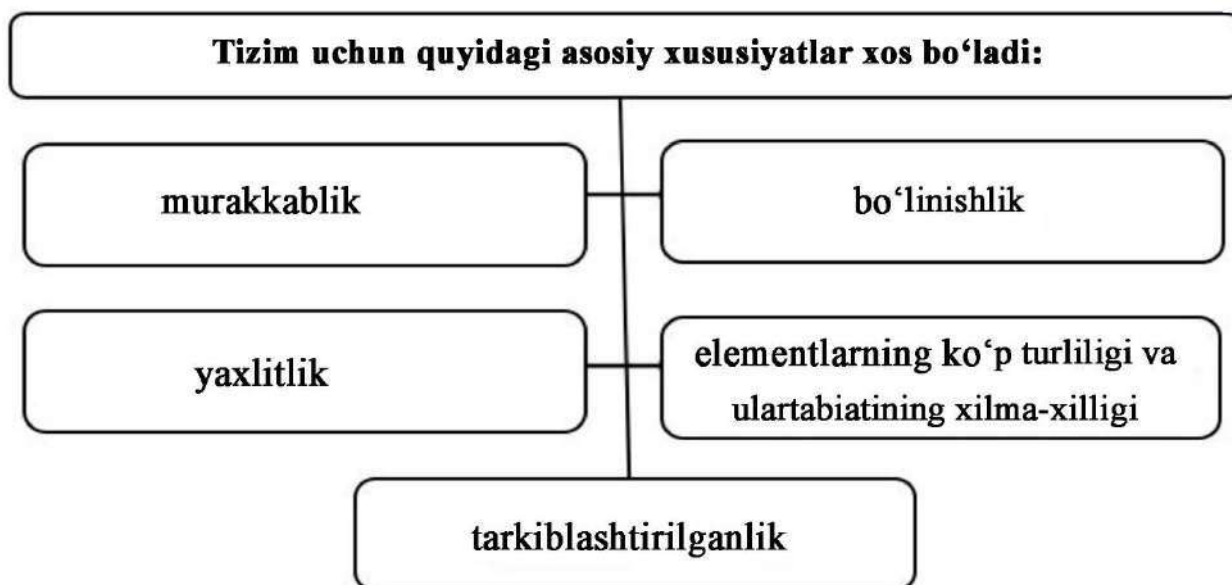 Tizim uchun quyidagi asosiy xususiyatlar xos bo‘ladi:
murakkablik
bo‘linishlik
yaxlitlik
elementlarning ko‘p turliligi va
ulartabiatining xilma-xilligi
tarkiblashtirilganlik